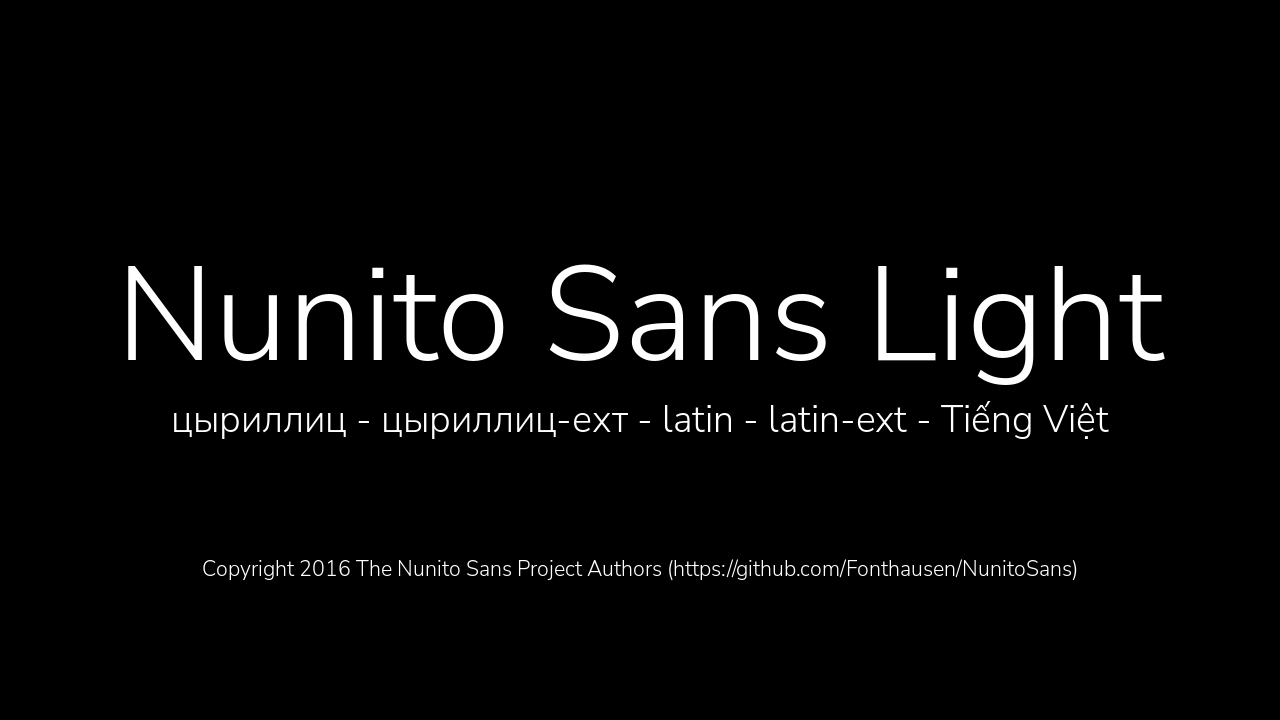 Nunito Sans Light
цыриллиц - цыриллиц-ехт - latin - latin-ext - Tiếng Việt
Copyright 2016 The Nunito Sans Project Authors (https://github.com/Fonthausen/NunitoSans)